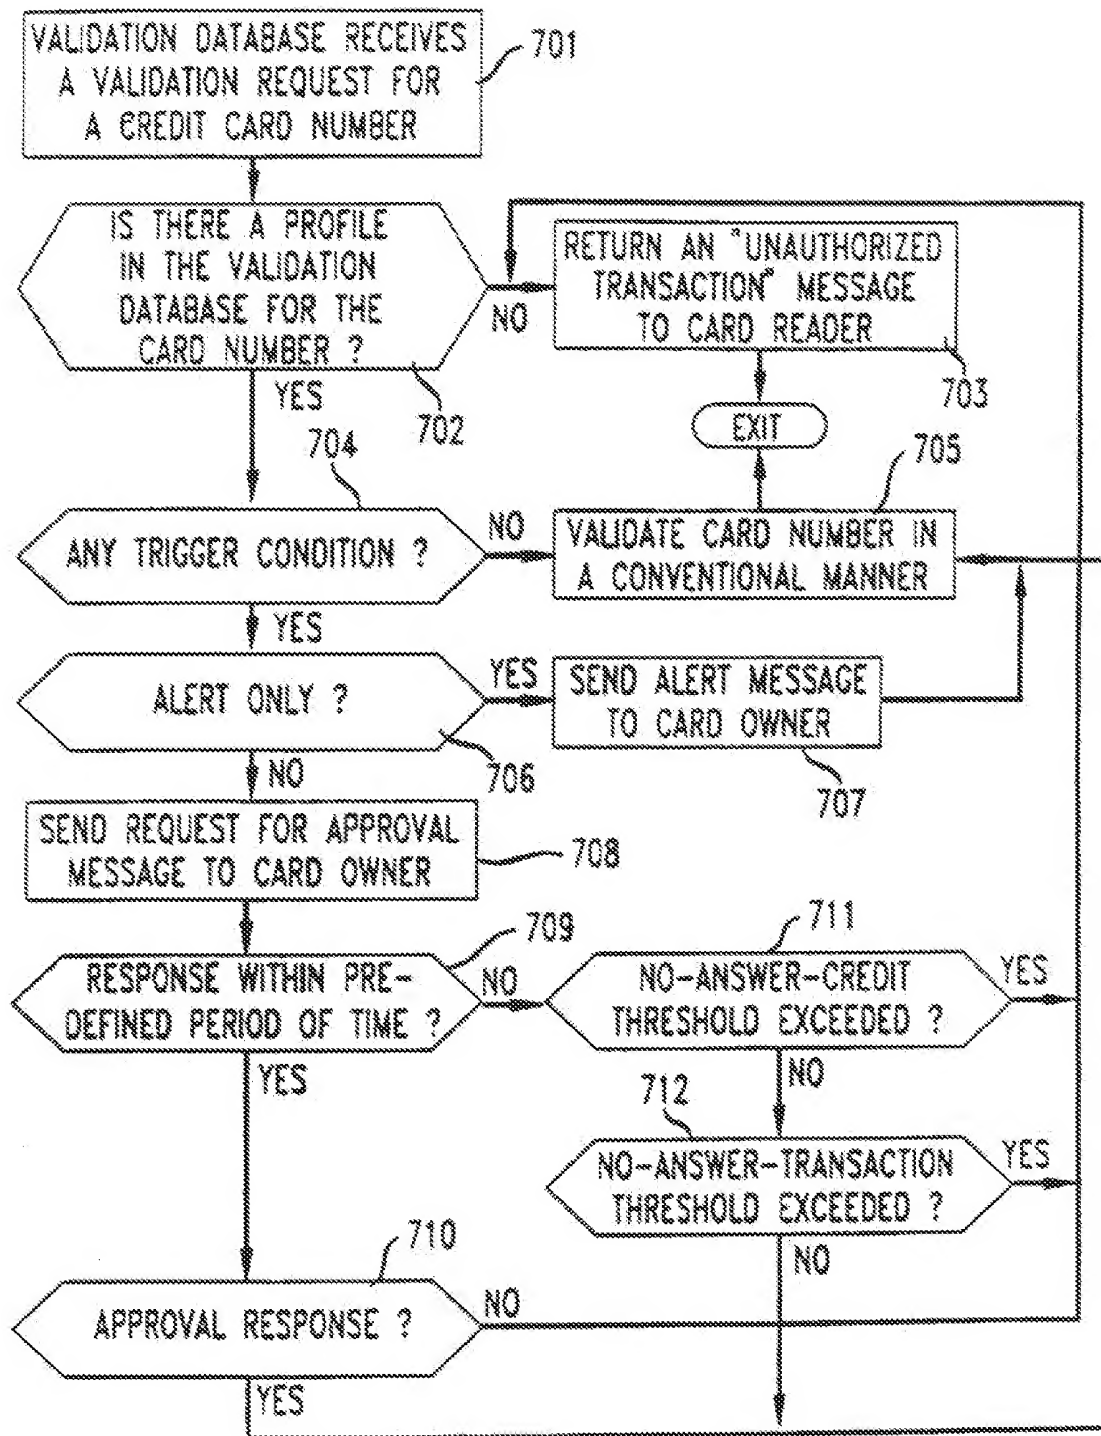 VALIDATION DATABASE RECEIVES
A VALIDATION REQUEST FOR
A CREDIT CARD NUMBER
701
IS THERE A PROFILE
IN THE VALIDATION
DATABASE FOR THE
CARD NUMBER ?
702
NO
YES
RETURN AN "UNAUTHORIZED
TRANSACTION" MESSAGE
TO CARD READER
703
EXIT
704
ANY TRIGGER CONDITION ?
NO
YES
705
VALIDATE CARD NUMBER IN
A CONVENTIONAL MANNER
ALERT ONLY ?
706
YES
NO
SEND ALERT MESSAGE
TO CARD OWNER
707
SEND REQUEST FOR APPROVAL
MESSAGE TO CARD OWNER
708
709
RESPONSE WITHIN PRE-
DEFINED PERIOD OF TIME ?
NO
YES
711
NO-ANSWER-CREDIT
THRESHOLD EXCEEDED ?
YES
NO
712
NO-ANSWER-TRANSACTION
THRESHOLD EXCEEDED ?
YES
NO
710
APPROVAL RESPONSE ?
NO
YES